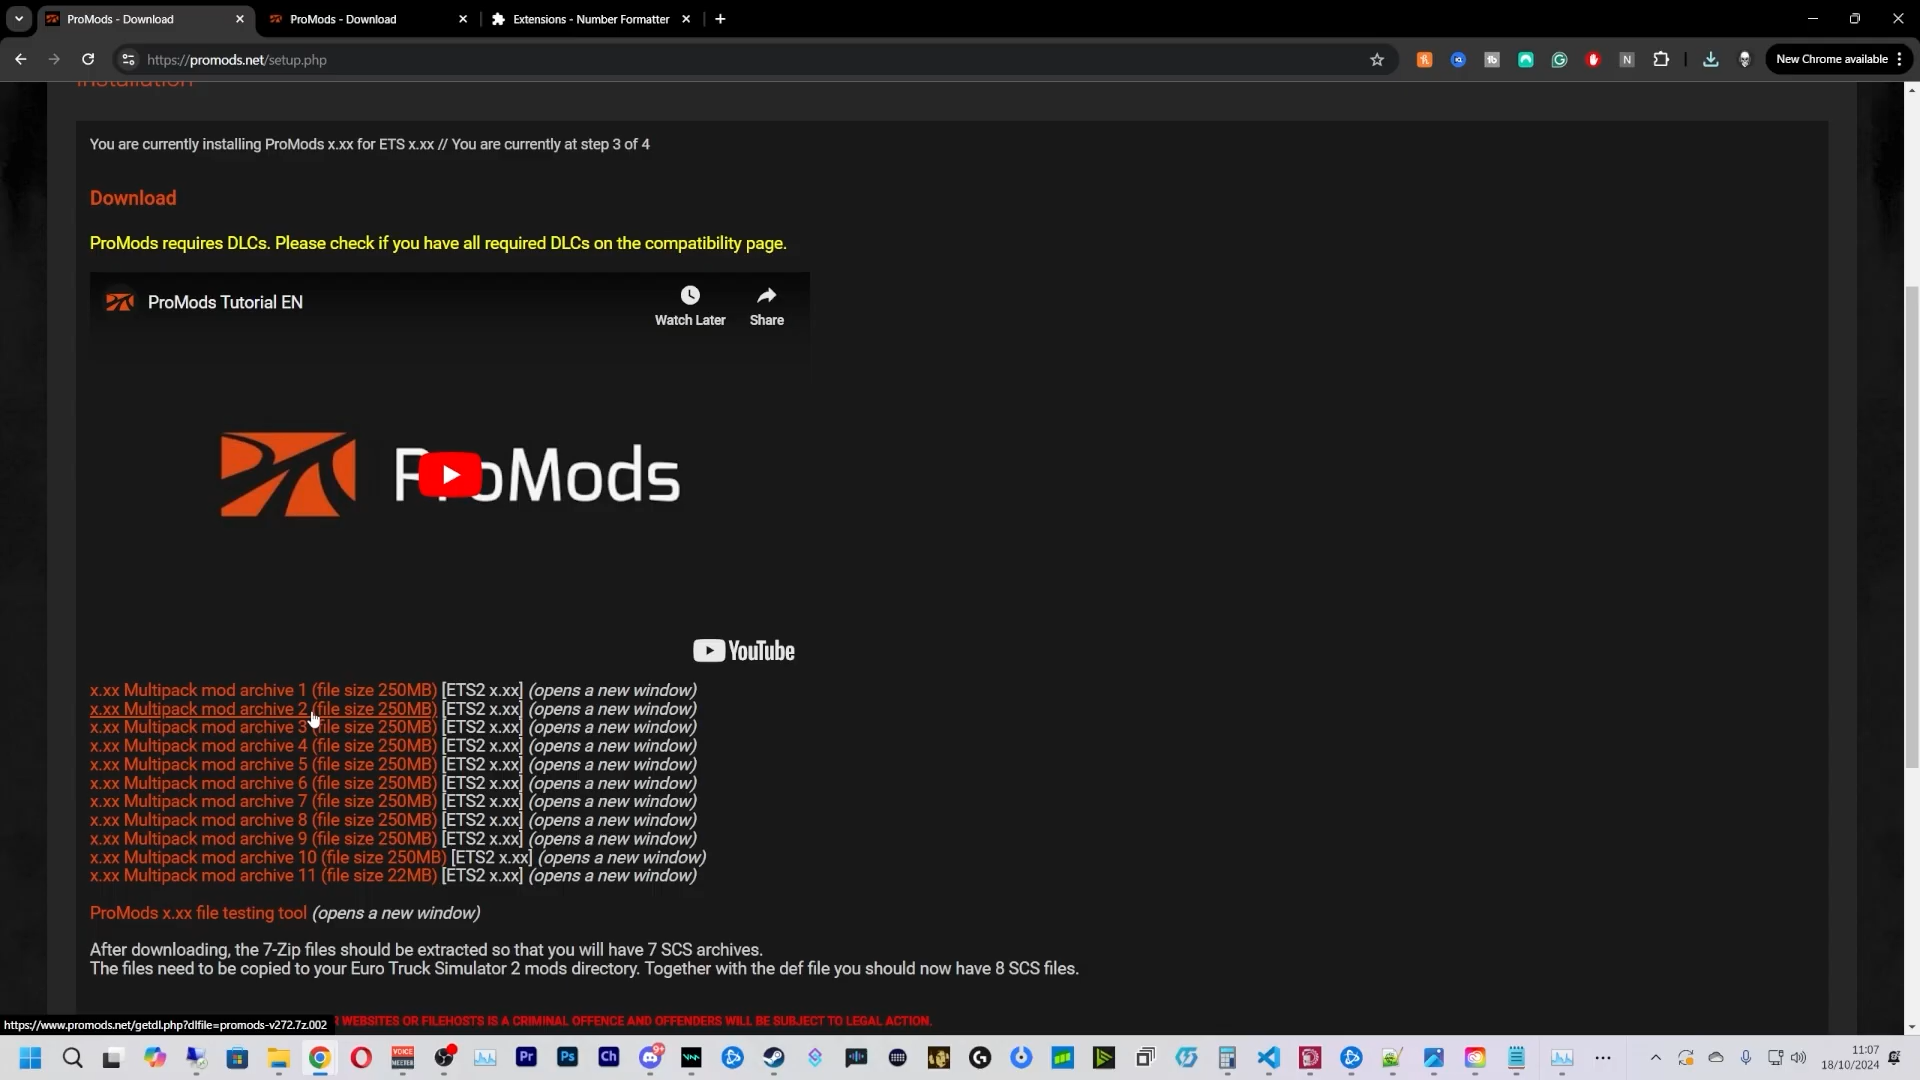 ProMods - Download
ProMods - Download
Extensions - Number Formatter
https://promods.net/setup.php
New Chrome available
Installation
You are currently installing ProMods x.xx for ETS x.xx // You are currently at step 3 of 4
Download
ProMods requires DLCs. Please check if you have all required DLCs on the compatibility page.
ProMods Tutorial EN
Watch Later
Share
ProMods
YouTube
x.xx Multipack mod archive 1 (file size 250MB) [ETS2 x.xx] (opens a new window)
x.xx Multipack mod archive 2 (file size 250MB) [ETS2 x.xx] (opens a new window)
x.xx Multipack mod archive 3 (file size 250MB) [ETS2 x.xx] (opens a new window)
x.xx Multipack mod archive 4 (file size 250MB) [ETS2 x.xx] (opens a new window)
x.xx Multipack mod archive 5 (file size 250MB) [ETS2 x.xx] (opens a new window)
x.xx Multipack mod archive 6 (file size 250MB) [ETS2 x.xx] (opens a new window)
x.xx Multipack mod archive 7 (file size 250MB) [ETS2 x.xx] (opens a new window)
x.xx Multipack mod archive 8 (file size 250MB) [ETS2 x.xx] (opens a new window)
x.xx Multipack mod archive 9 (file size 250MB) [ETS2 x.xx] (opens a new window)
x.xx Multipack mod archive 10 (file size 250MB) [ETS2 x.xx] (opens a new window)
x.xx Multipack mod archive 11 (file size 22MB) [ETS2 x.xx] (opens a new window)
ProMods x.xx file testing tool (opens a new window)
After downloading, the 7-Zip files should be extracted so that you will have 7 SCS archives.
The files need to be copied to your Euro Truck Simulator 2 mods directory. Together with the def file you should now have 8 SCS files.
WEBSITES OR FILEHOSTS IS A CRIMINAL OFFENCE AND OFFENDERS WILL BE SUBJECT TO LEGAL ACTION.
https://www.promods.net/getdl.php?dlfile=promods-v272.7z.002
VOICE
MEETER
Pr
Ps
Ch
11:07
18/10/2024